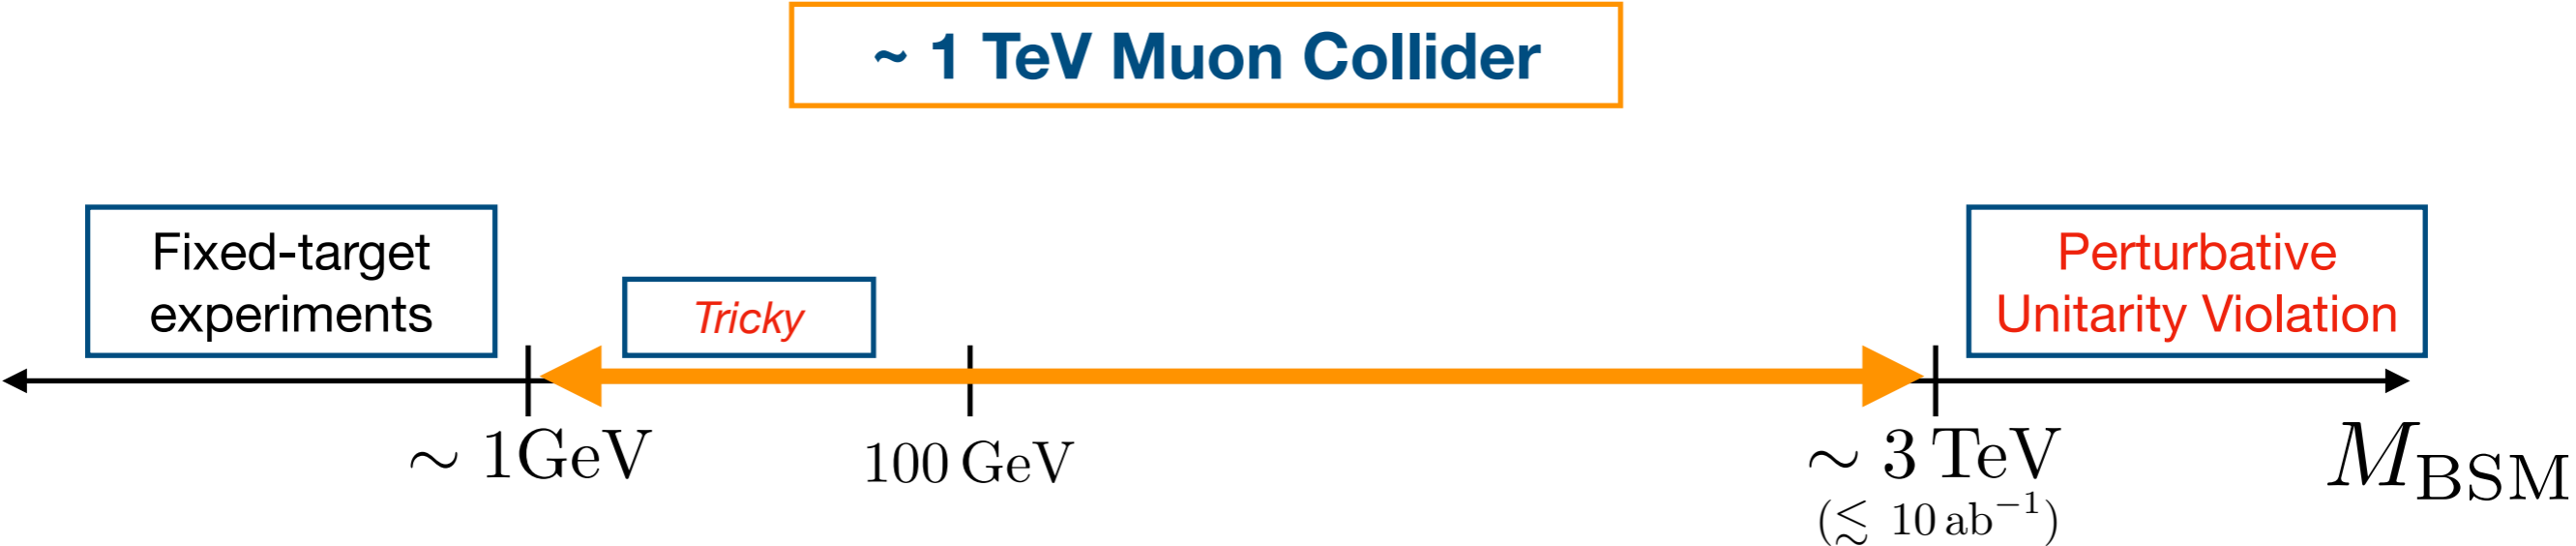 ~ 1 TeV Muon Collider
Fixed-target
experiments
Tricky
Perturbative
Unitarity Violation
∼ 1GeV
100 GeV
∼ 3 TeV
(≲ 10 ab⁻¹)
M_BSM